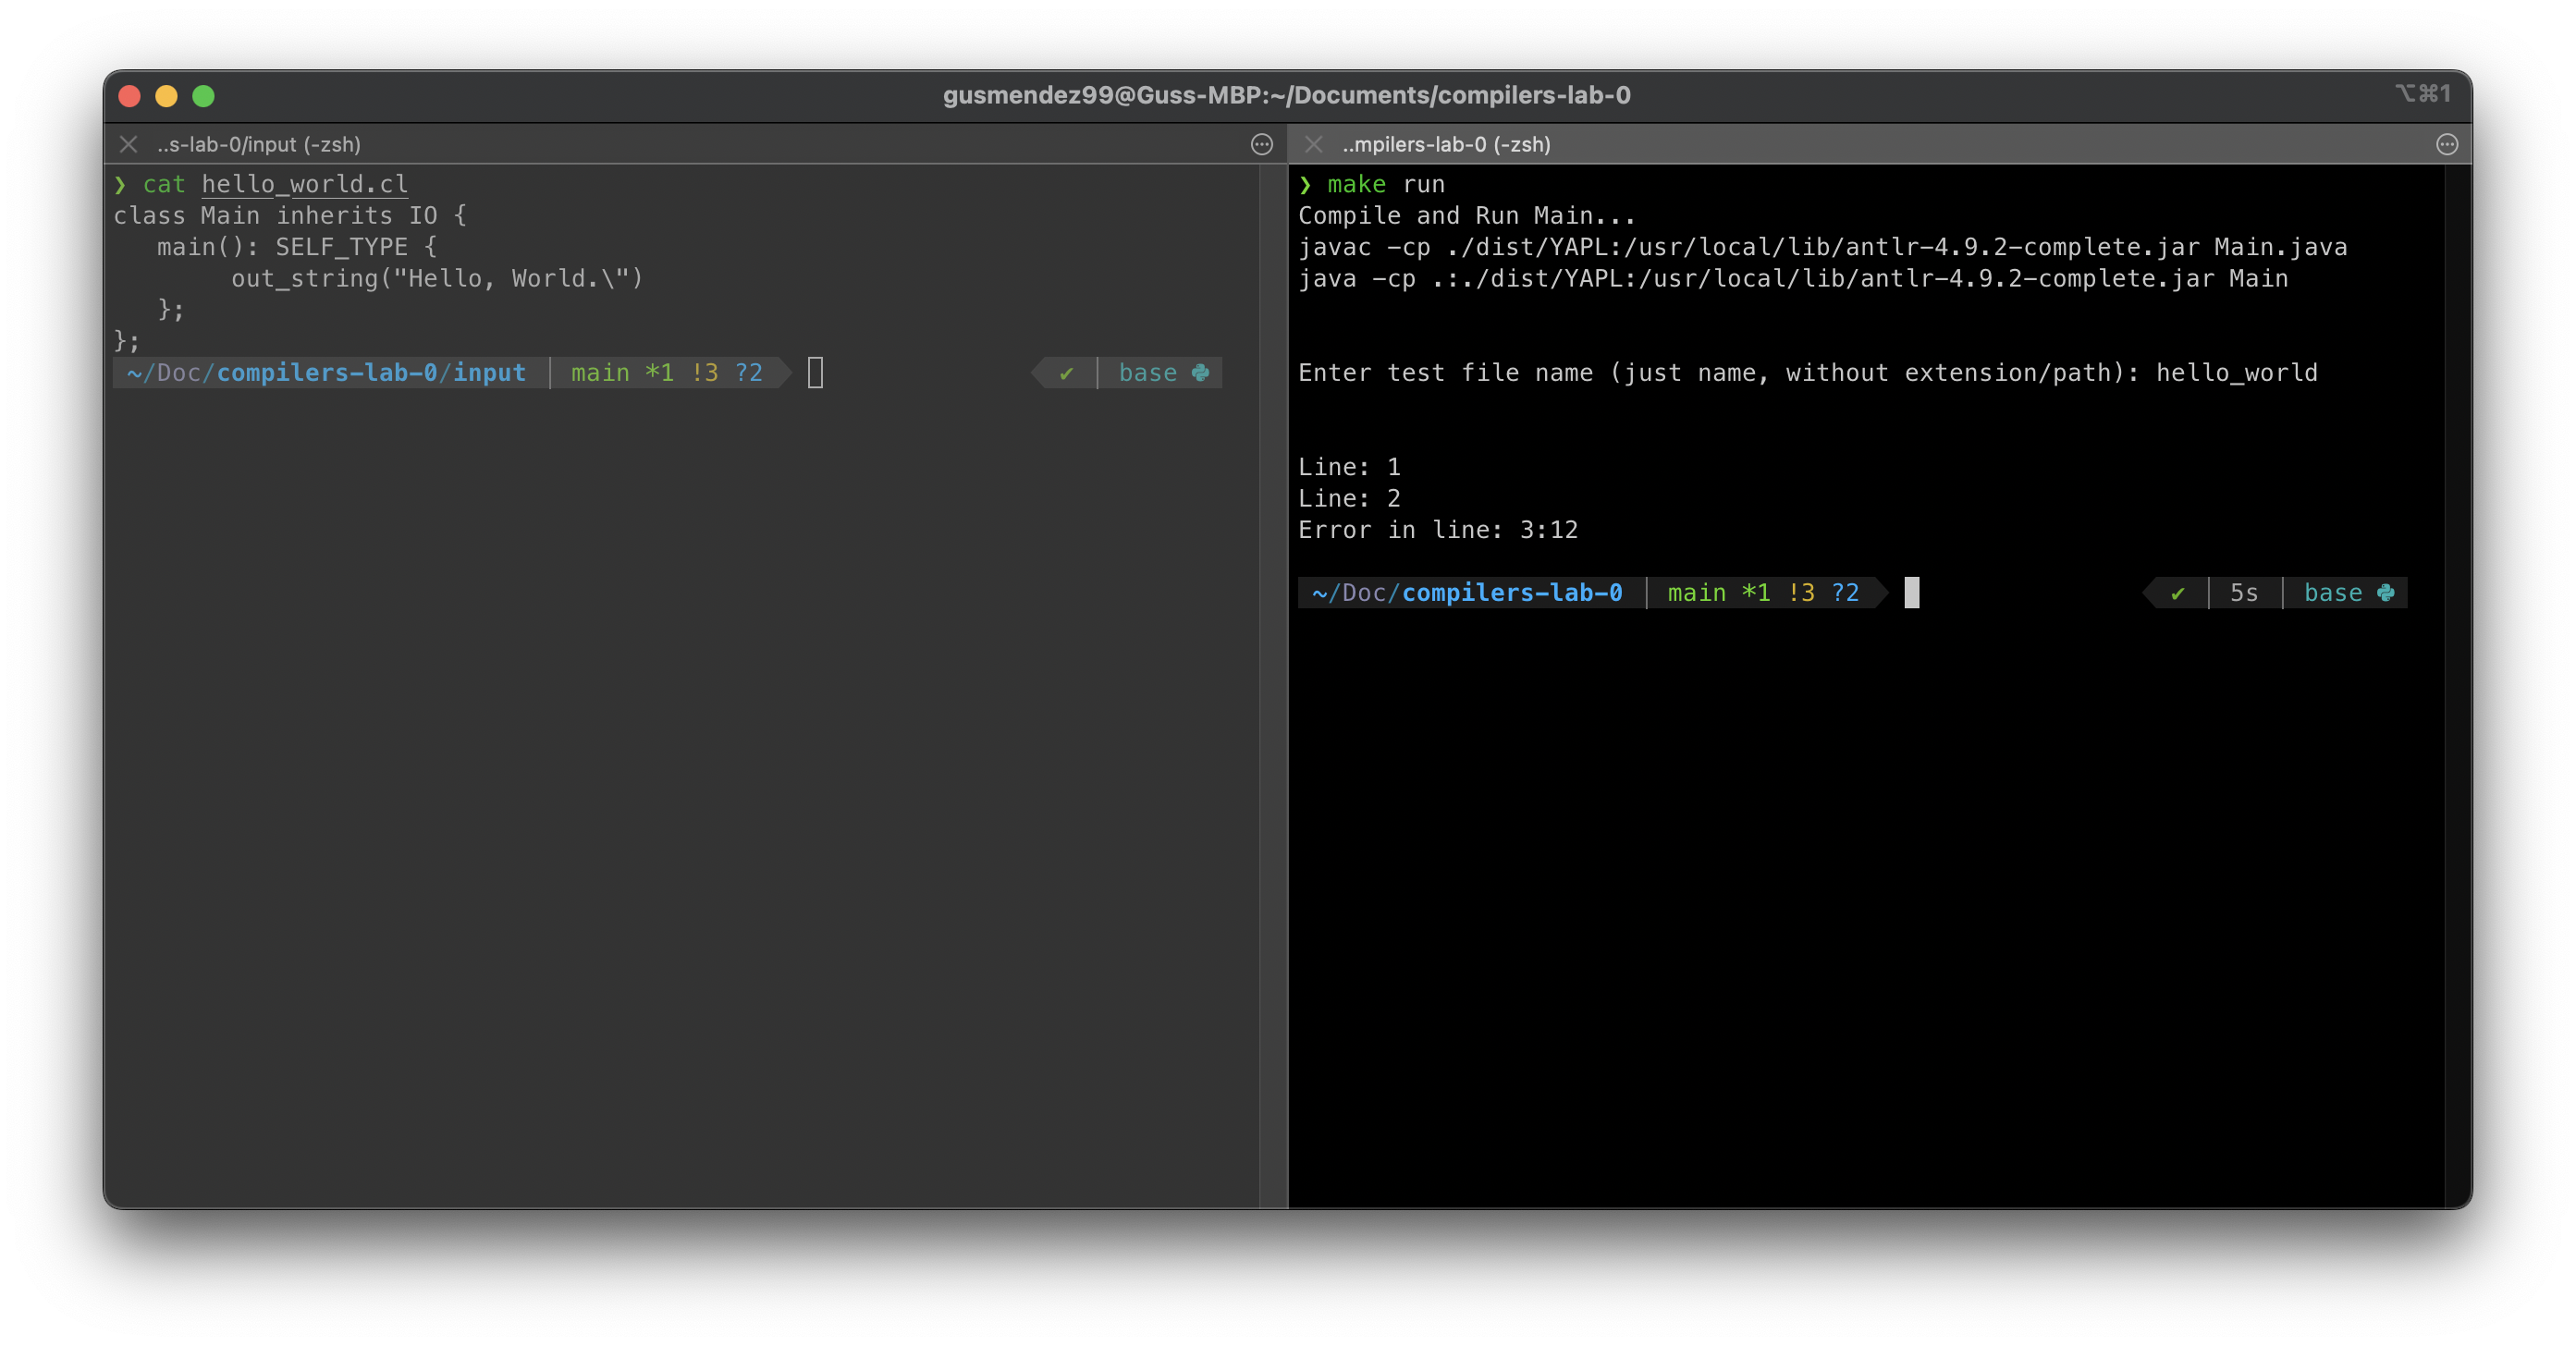 gusmendez99@Guss-MBP:~/Documents/compilers-lab-0
⌥⌘1
..s-lab-0/input (-zsh)
❯ cat hello_world.cl
class Main inherits IO {
   main(): SELF_TYPE {
        out_string("Hello, World.\")
   };
};
~/Doc/compilers-lab-0/input main *1 !3 ?2 ✔ base
..mpilers-lab-0 (-zsh)
❯ make run
Compile and Run Main...
javac -cp ./dist/YAPL:/usr/local/lib/antlr-4.9.2-complete.jar Main.java
java -cp .:./dist/YAPL:/usr/local/lib/antlr-4.9.2-complete.jar Main
Enter test file name (just name, without extension/path): hello_world
Line: 1
Line: 2
Error in line: 3:12
~/Doc/compilers-lab-0 main *1 !3 ?2 ✔ 5s base